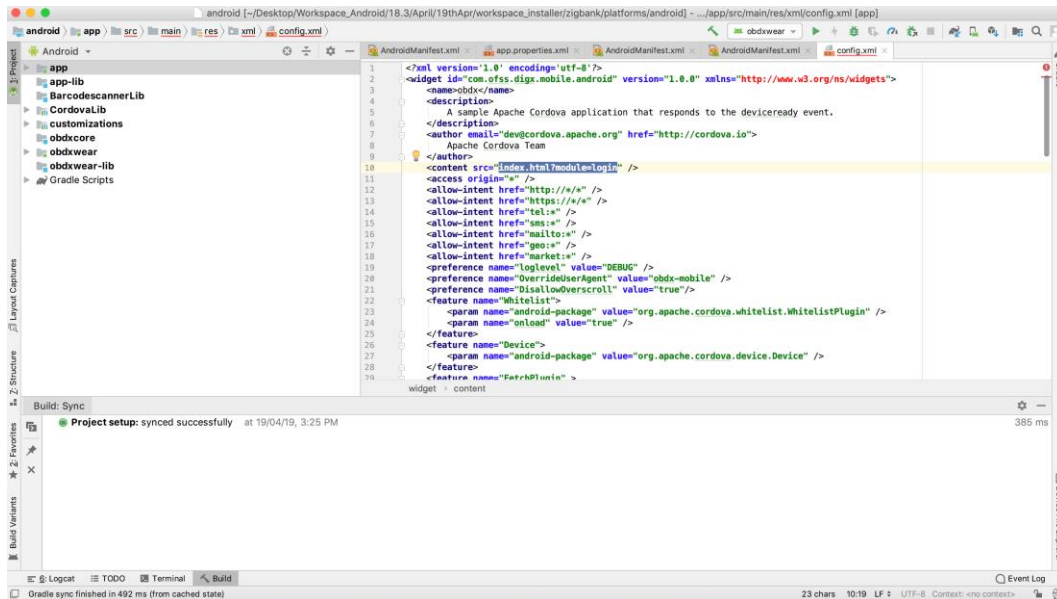 android [~/Desktop/Workspace_Android/18.3/April/19thApr/workspace_installer/zigbank/platforms/android] - .../app/src/main/res/xml/config.xml [app]
android app src main res xml config.xml obdxwear
1: Project
Android
AndroidManifest.xml app.properties.xml AndroidManifest.xml AndroidManifest.xml config.xml
app
app-lib
BarcodescannerLib
CordovaLib
customizations
obdxcore
obdxwear
obdxwear-lib
Gradle Scripts
1 <?xml version='1.0' encoding='utf-8'?>
2 <widget id="com.ofss.digx.mobile.android" version="1.0.0" xmlns="http://www.w3.org/ns/widgets">
3 <name>obdx</name>
4 <description>
5 A sample Apache Cordova application that responds to the deviceready event.
6 </description>
7 <author email="dev@cordova.apache.org" href="http://cordova.io">
8 Apache Cordova Team
9 </author>
10 <content src="index.html?module=login" />
11 <access origin="*" />
12 <allow-intent href="http://*/*" />
13 <allow-intent href="https://*/*" />
14 <allow-intent href="tel:*" />
15 <allow-intent href="sms:*" />
16 <allow-intent href="mailto:*" />
17 <allow-intent href="geo:*" />
18 <allow-intent href="market:*" />
19 <preference name="loglevel" value="DEBUG" />
20 <preference name="OverrideUserAgent" value="obdx-mobile" />
21 <preference name="DisallowOverscroll" value="true"/>
22 <feature name="Whitelist">
23 <param name="android-package" value="org.apache.cordova.whitelist.WhitelistPlugin" />
24 <param name="onload" value="true" />
25 </feature>
26 <feature name="Device">
27 <param name="android-package" value="org.apache.cordova.device.Device" />
28 </feature>
29 <feature name="FetchPlugin" >
widget › content
Layout Captures
Z: Structure
2: Favorites
Build Variants
Build: Sync
Project setup: synced successfully at 19/04/19, 3:25 PM 385 ms
6: Logcat TODO Terminal Build Event Log
Gradle sync finished in 492 ms (from cached state) 23 chars 10:19 LF UTF-8 Context: <no context>